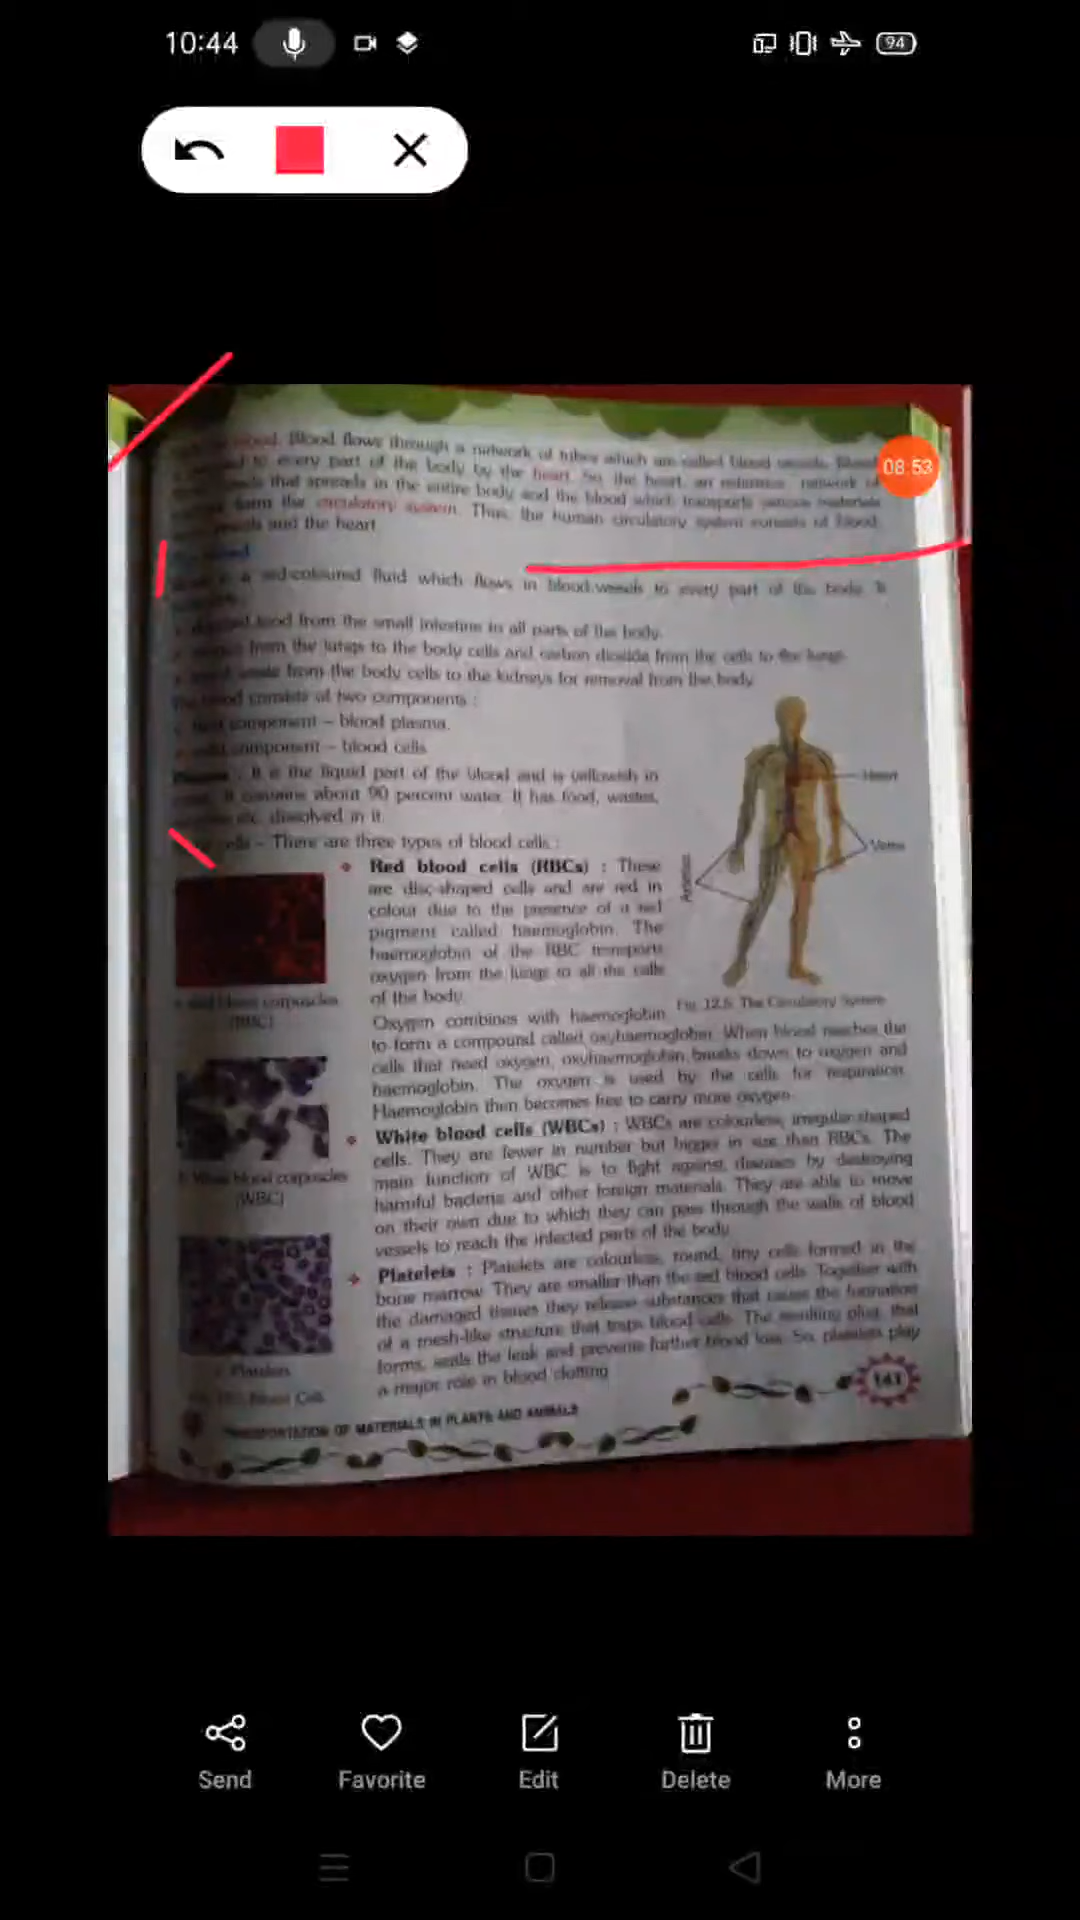 10:44
94
08:53
blood. Blood flows through a network of tubes which are called blood vessels. Blood
to every part of the body by the heart. So, the heart, an extensive network of
that spreads in the entire body and the blood which transports various materials
form the circulatory system. Thus, the human circulatory system consists of blood,
and the heart.
a red-coloured fluid which flows in blood vessels to every part of the body. It
food from the small intestine to all parts of the body.
from the lungs to the body cells and carbon dioxide from the cells to the lungs.
waste from the body cells to the kidneys for removal from the body.
The blood consists of two components :
component – blood plasma.
component – blood cells
Plasma : It is the liquid part of the blood and is yellowish in
It contains about 90 percent water. It has food, wastes,
etc. dissolved in it.
cells – There are three types of blood cells :
Red blood cells (RBCs) : These
are disc-shaped cells and are red in
colour due to the presence of a red
pigment called haemoglobin. The
haemoglobin of the RBC transports
oxygen from the lungs to all the cells
of the body.
Heart
Veins
Arteries
Fig. 12.5 The Circulatory System
Red blood corpuscles
(RBC)
Oxygen combines with haemoglobin
to form a compound called oxyhaemoglobin. When blood reaches the
cells that need oxygen, oxyhaemoglobin breaks down to oxygen and
haemoglobin. The oxygen is used by the cells for respiration.
Haemoglobin then becomes free to carry more oxygen.
White blood cells (WBCs) : WBCs are colourless, irregular-shaped
cells. They are fewer in number but bigger in size than RBCs. The
main function of WBC is to fight against diseases by destroying
harmful bacteria and other foreign materials. They are able to move
on their own due to which they can pass through the walls of blood
vessels to reach the infected parts of the body.
White blood corpuscles
(WBC)
Platelets : Platelets are colourless, round, tiny cells formed in the
bone marrow. They are smaller than the red blood cells. Together with
the damaged tissues they release substances that cause the formation
of a mesh-like structure that traps blood cells. The resulting plug, that
forms, seals the leak and prevents further blood loss. So, platelets play
a major role in blood clotting.
Platelets
Blood Cells
141
TRANSPORTATION OF MATERIALS IN PLANTS AND ANIMALS
Send
Favorite
Edit
Delete
More